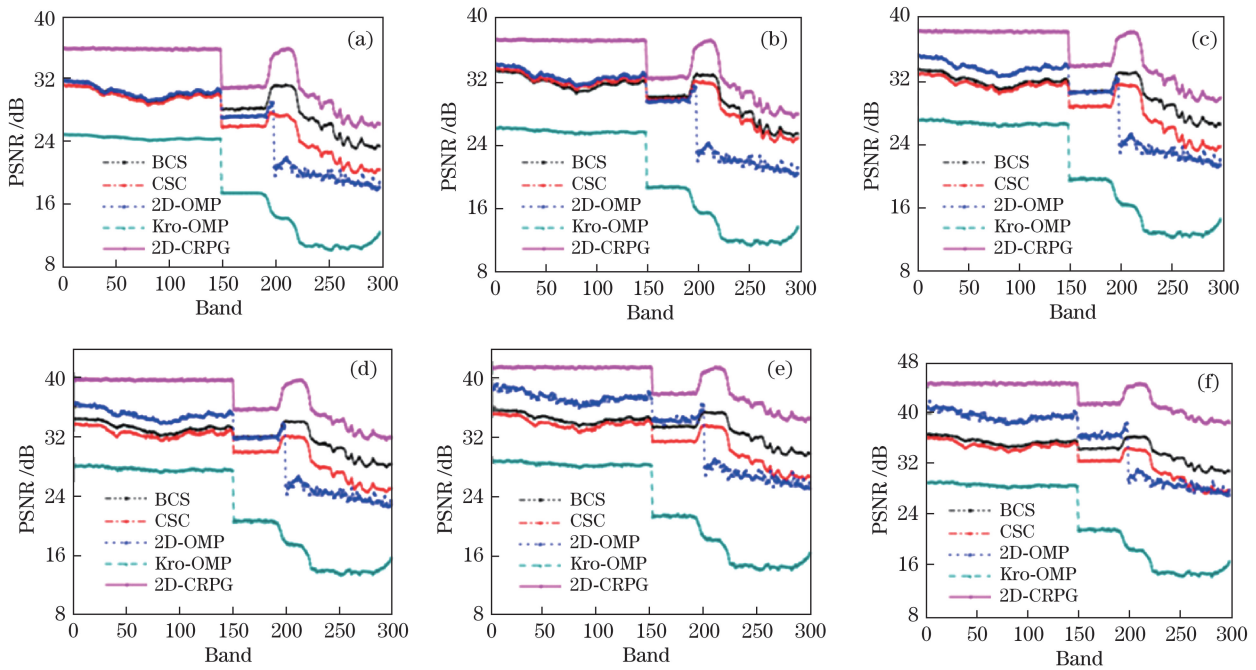 (a)
PSNR /dB
40
32
24
16
8
BCS
CSC
2D-OMP
Kro-OMP
2D-CRPG
0 50 100 150 200 250 300
Band
(b)
PSNR /dB
40
32
24
16
8
BCS
CSC
2D-OMP
Kro-OMP
2D-CRPG
0 50 100 150 200 250 300
Band
(c)
PSNR /dB
40
32
24
16
8
BCS
CSC
2D-OMP
Kro-OMP
2D-CRPG
0 50 100 150 200 250 300
Band
(d)
PSNR /dB
40
32
24
16
8
BCS
CSC
2D-OMP
Kro-OMP
2D-CRPG
0 50 100 150 200 250 300
Band
(e)
PSNR /dB
40
32
24
16
8
BCS
CSC
2D-OMP
Kro-OMP
2D-CRPG
0 50 100 150 200 250 300
Band
(f)
PSNR /dB
48
40
32
24
16
8
BCS
CSC
2D-OMP
Kro-OMP
2D-CRPG
0 50 100 150 200 250 300
Band